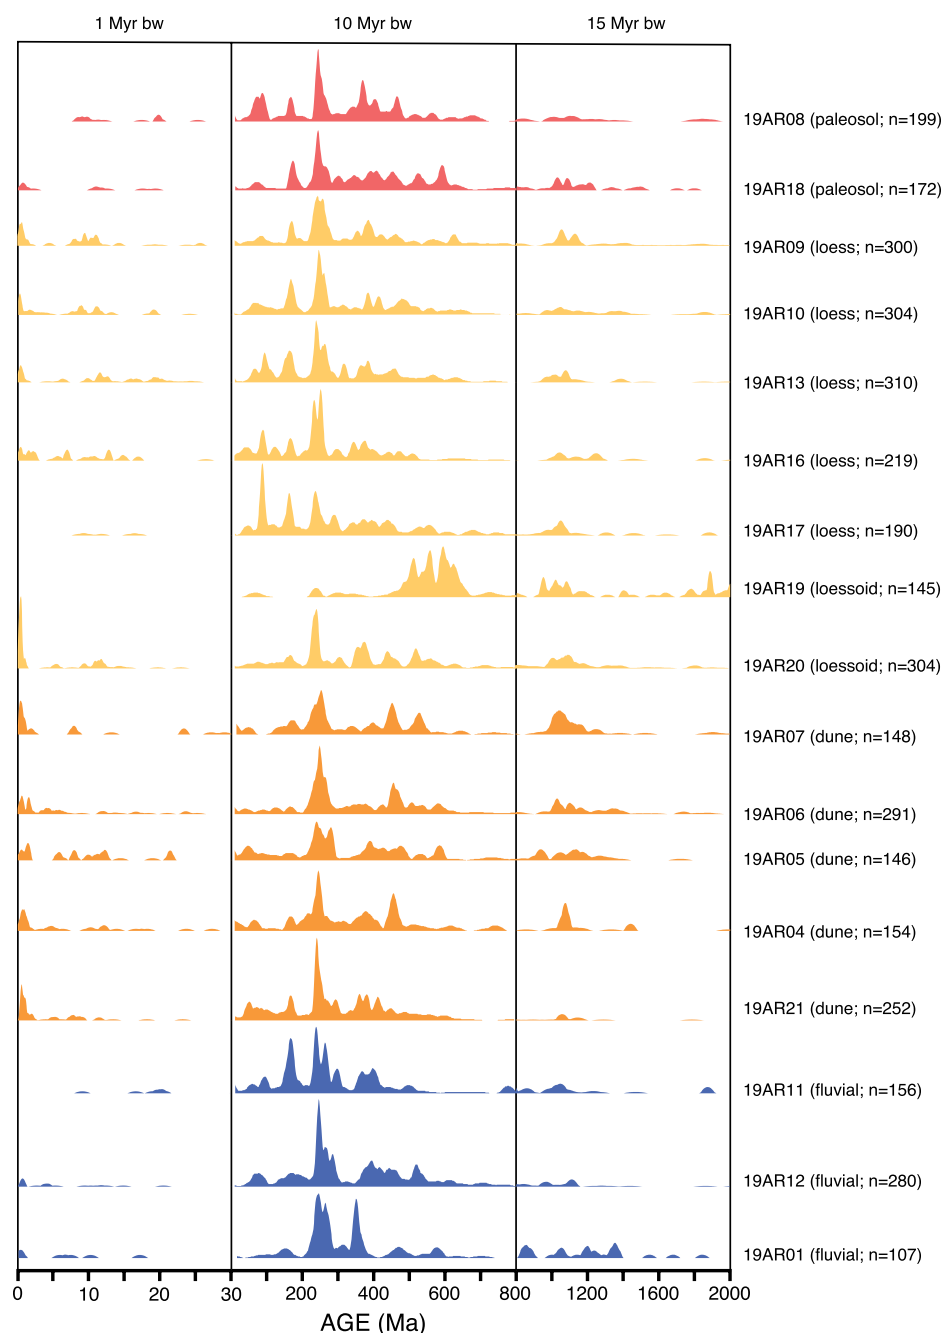 1 Myr bw 10 Myr bw 15 Myr bw
19AR08 (paleosol; n=199)
19AR18 (paleosol; n=172)
19AR09 (loess; n=300)
19AR10 (loess; n=304)
19AR13 (loess; n=310)
19AR16 (loess; n=219)
19AR17 (loess; n=190)
19AR19 (loessoid; n=145)
19AR20 (loessoid; n=304)
19AR07 (dune; n=148)
19AR06 (dune; n=291)
19AR05 (dune; n=146)
19AR04 (dune; n=154)
19AR21 (dune; n=252)
19AR11 (fluvial; n=156)
19AR12 (fluvial; n=280)
19AR01 (fluvial; n=107)
0 10 20 30 200 400 600 800 1200 1600 2000
AGE (Ma)